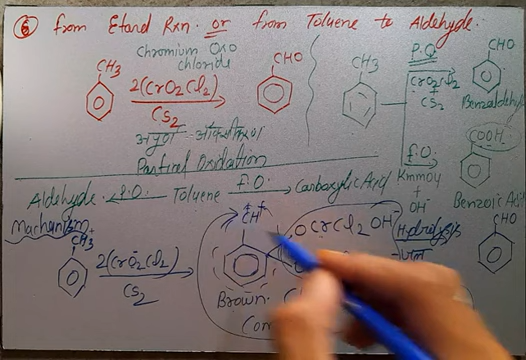 6 from Etard Rxn. or from Toluene to Aldehyde.
Chromium Oxo
chloride
CH3
2(CrO2Cl2)
CS2
CHO
Partial Oxidation
CH3
P.O
CrO2Cl2
+
CS2
CHO
Benzaldehyde
f.O
KmnO4
+
OH-
COOH
Benzoic Acid
Aldehyde P.O. Toluene f.O. Carboxylic Acid
Mechanism
CH3
2(CrO2Cl2)
CS2
CH
OCrCl2OH
Brown
Hydrolysis
CHO